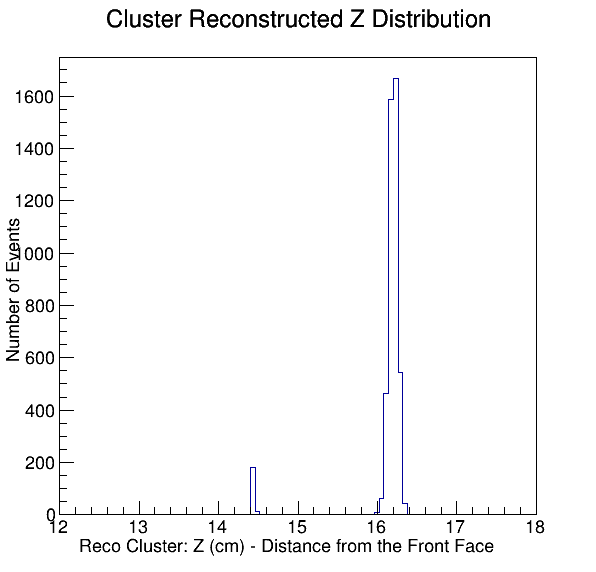 Cluster Reconstructed Z Distribution
Number of Events
1600
1400
1200
1000
800
600
400
200
0
12 13 14 15 16 17 18
Reco Cluster: Z (cm) - Distance from the Front Face